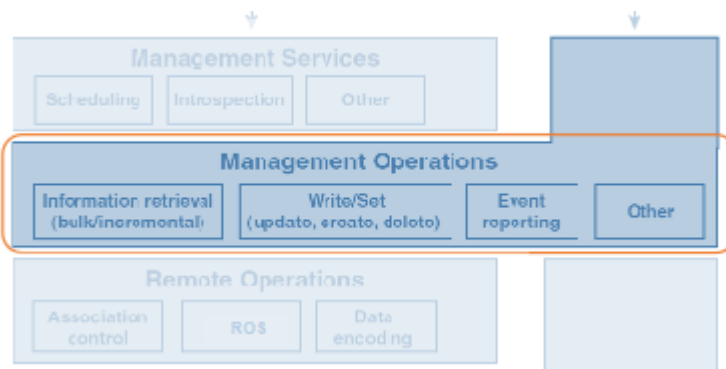 Management Services
Scheduling
Introspection
Other
Management Operations
Information retrieval
(bulk/incremental)
Write/Set
(update, create, delete)
Event
reporting
Other
Remote Operations
Association
control
ROS
Data
encoding